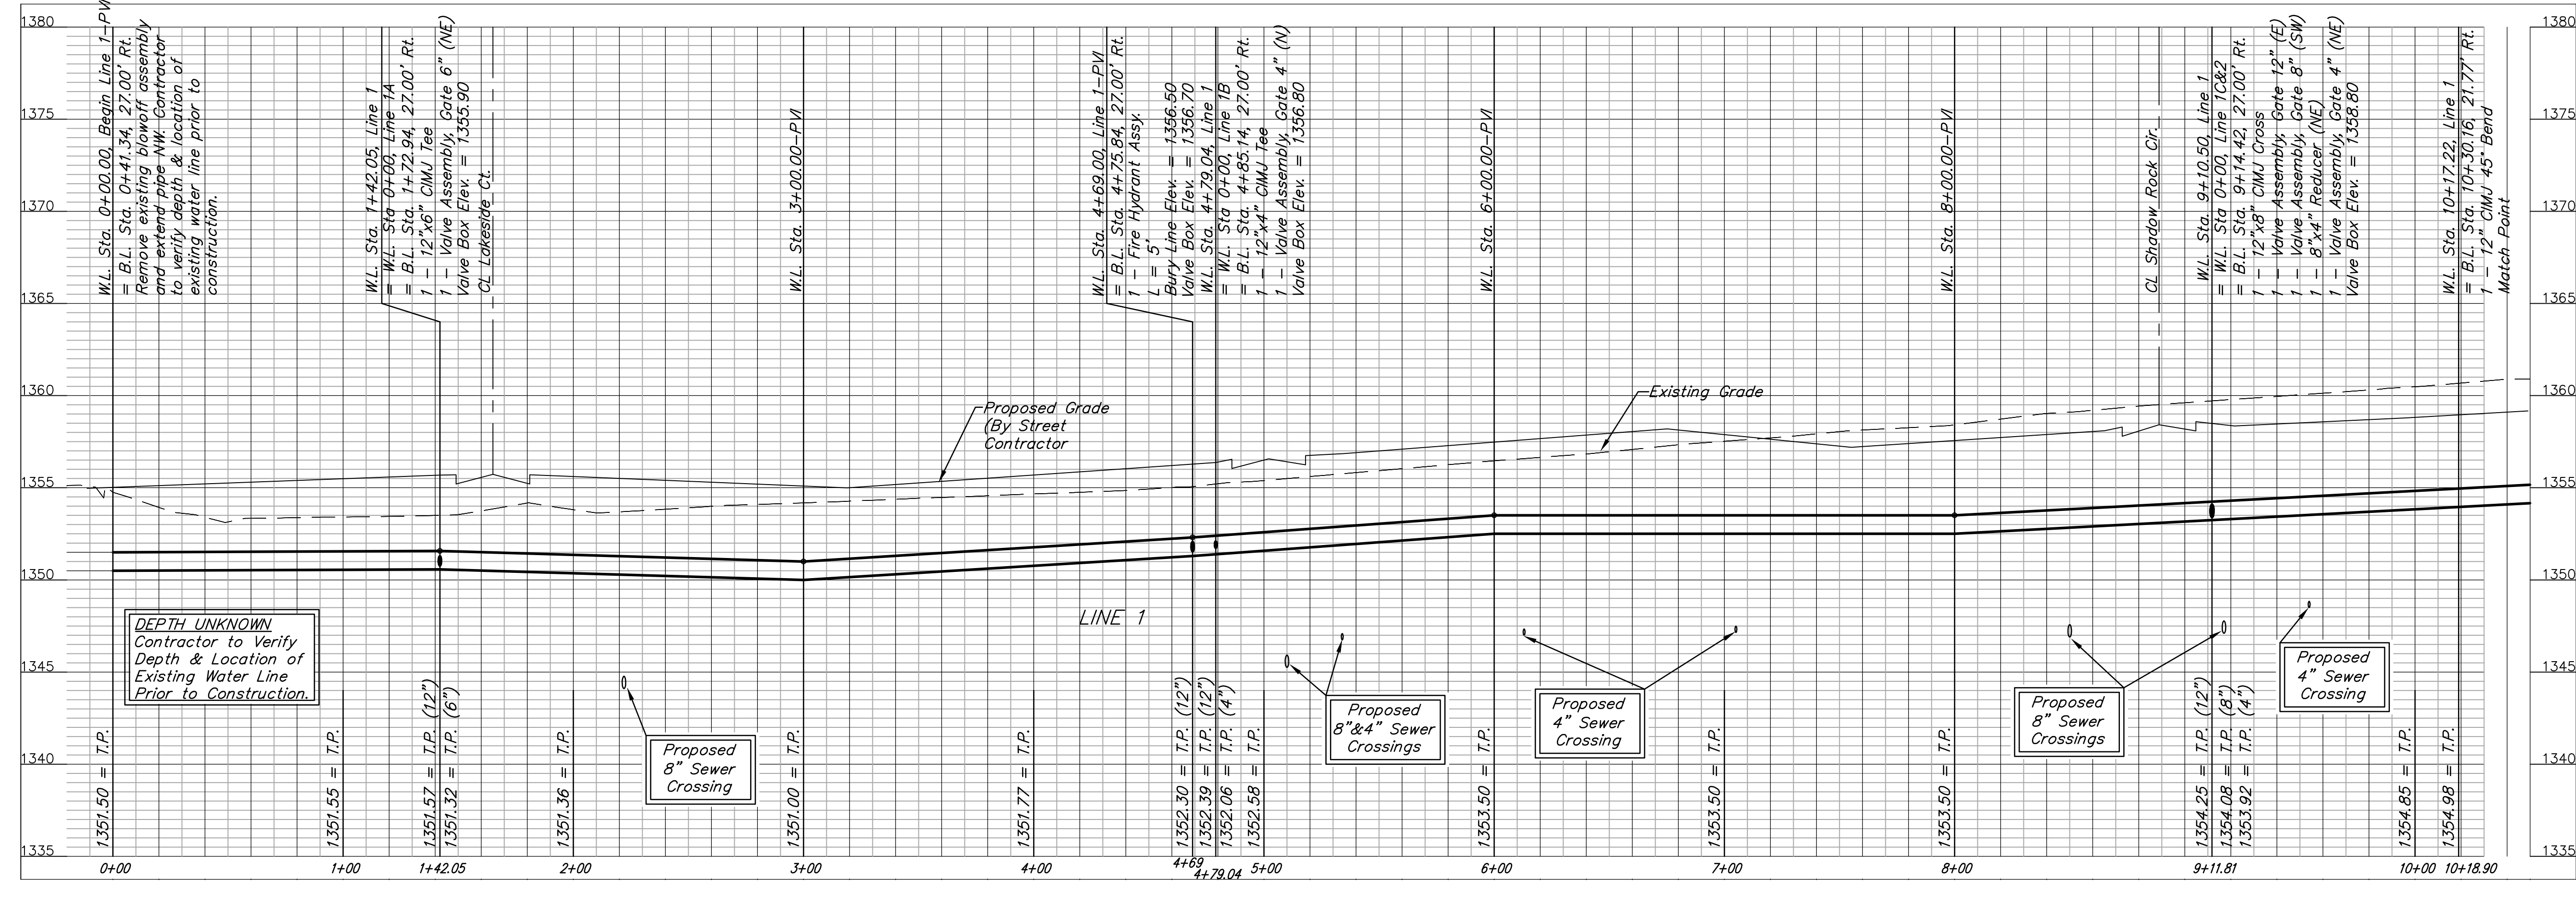 1380
1375
1370
1365
1360
1355
1350
1345
1340
1335
W.L. Sta. 0+00.00, Begin Line 1-PVI
= B.L. Sta. 0+41.34, 27.00' Rt.
Remove existing blowoff assembly
and extend pipe NW. Contractor
to verify depth & location of
existing water line prior to
construction.
W.L. Sta. 1+42.05, Line 1
= W.L. Sta 0+00, Line 1A
= B.L. Sta. 1+72.94, 27.00' Rt.
1 - 12"x6" CIMJ Tee
1 - Valve Assembly, Gate 6" (NE)
Valve Box Elev. = 1355.90
CL Lakeside Ct.
W.L. Sta. 3+00.00-PVI
W.L. Sta. 4+69.00, Line 1-PVI
= B.L. Sta. 4+75.84, 27.00' Rt.
1 - Fire Hydrant Assy.
L = 5'
Bury Line Elev. = 1356.50
Valve Box Elev. = 1356.70
W.L. Sta. 4+79.04, Line 1
= W.L. Sta 0+00, Line 1B
= B.L. Sta. 4+85.14, 27.00' Rt.
1 - 12"x4" CIMJ Tee
1 - Valve Assembly, Gate 4" (N)
Valve Box Elev. = 1356.80
W.L. Sta. 6+00.00-PVI
W.L. Sta. 8+00.00-PVI
CL Shadow Rock Cir.
W.L. Sta. 9+10.50, Line 1
= W.L. Sta 0+00, Line 1C&2
= B.L. Sta. 9+14.42, 27.00' Rt.
1 - 12"x8" CIMJ Cross
1 - Valve Assembly, Gate 12" (E)
1 - Valve Assembly, Gate 8" (SW)
1 - 8"x4" Reducer (NE)
1 - Valve Assembly, Gate 4" (NE)
Valve Box Elev. = 1358.80
W.L. Sta. 10+17.22, Line 1
= B.L. Sta. 10+30.16, 21.77' Rt.
1 - 12" CIMJ 45° Bend
Match Point
1380
1375
1370
1365
1360
1355
1350
1345
1340
1335
Proposed Grade
(By Street
Contractor
Existing Grade
LINE 1
DEPTH UNKNOWN
Contractor to Verify
Depth & Location of
Existing Water Line
Prior to Construction.
Proposed
8" Sewer
Crossing
Proposed
8"&4" Sewer
Crossings
Proposed
4" Sewer
Crossing
Proposed
8" Sewer
Crossings
Proposed
4" Sewer
Crossing
1351.50 = T.P.
1351.55 = T.P.
1351.57 = T.P. (12")
1351.32 = T.P. (6")
1351.36 = T.P.
1351.00 = T.P.
1351.77 = T.P.
1352.30 = T.P. (12")
1352.39 = T.P. (12")
1352.06 = T.P. (4")
1352.58 = T.P.
1353.50 = T.P.
1353.50 = T.P.
1353.50 = T.P.
1354.25 = T.P. (12")
1354.08 = T.P. (8")
1353.92 = T.P. (4")
1354.85 = T.P.
1354.98 = T.P.
0+00
1+00
1+42.05
2+00
3+00
4+00
4+69
4+79.04
5+00
6+00
7+00
8+00
9+11.81
10+00
10+18.90